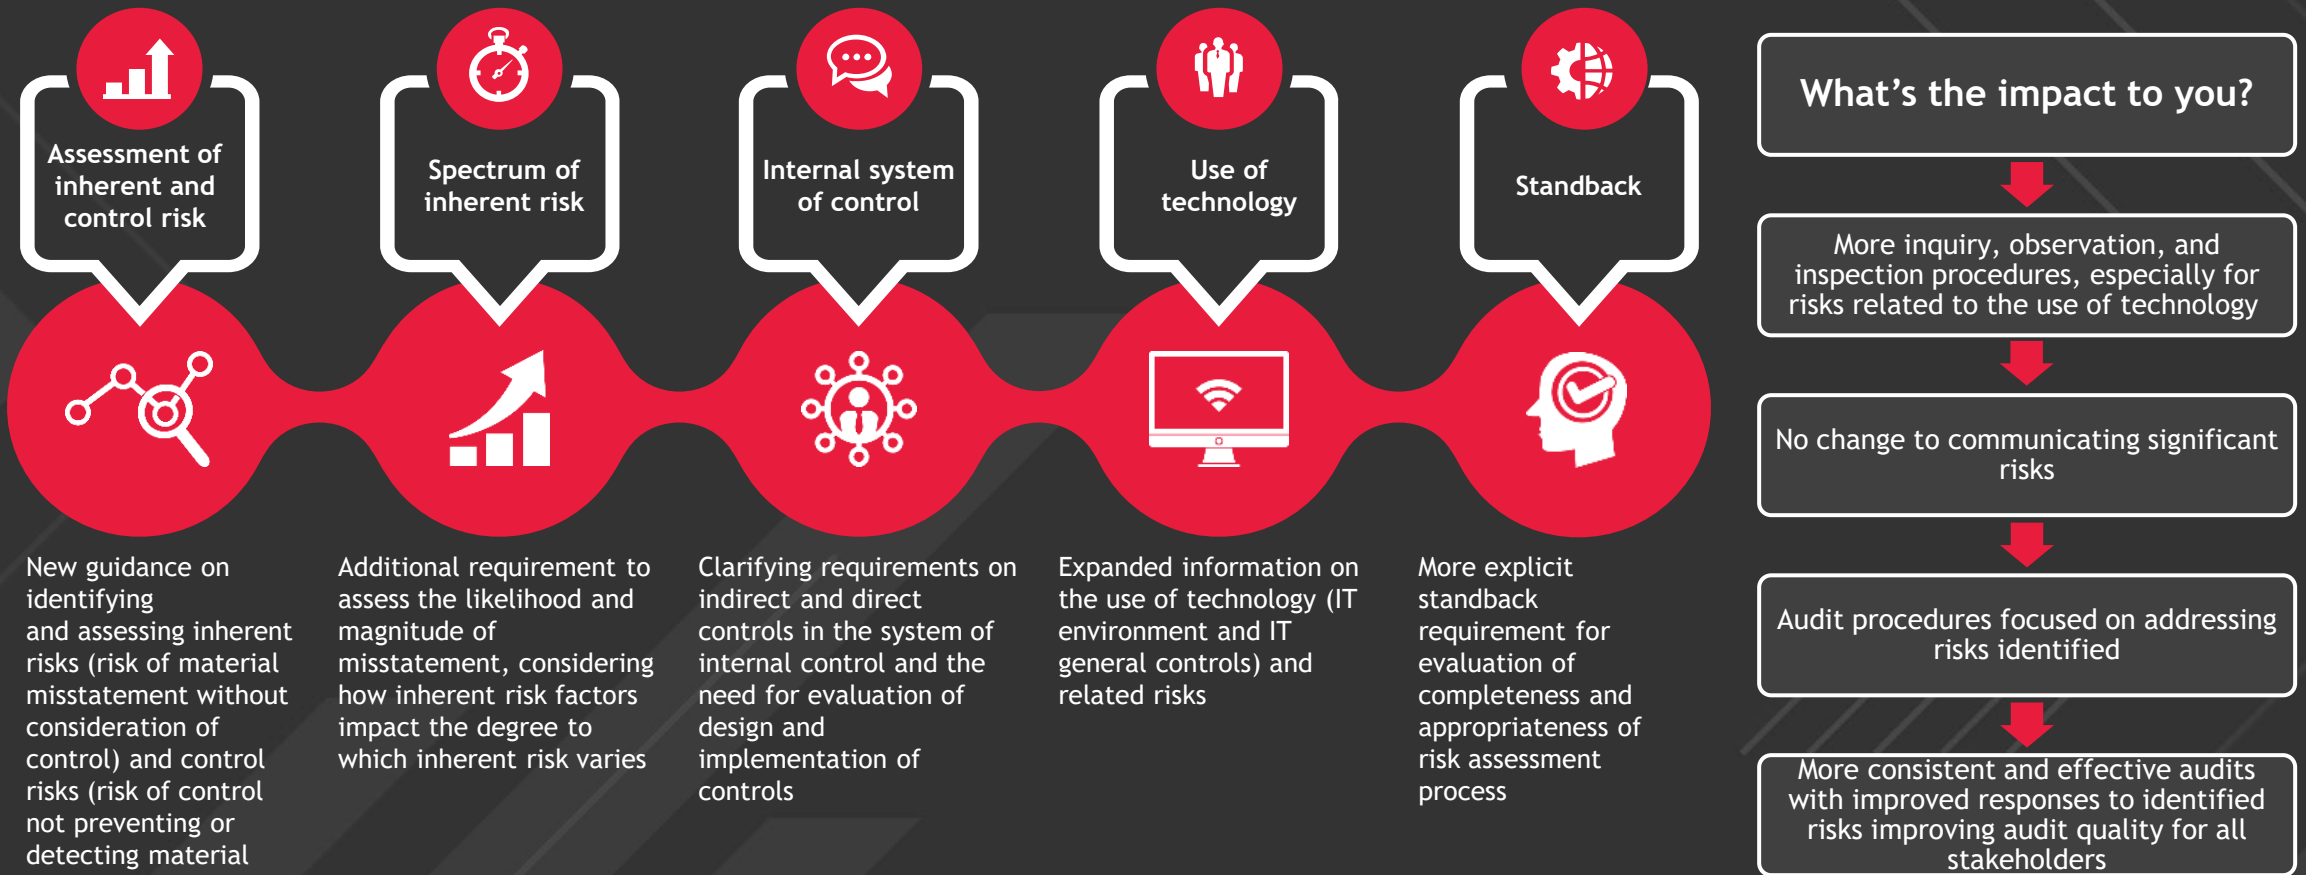 Assessment of
inherent and
control risk
New guidance on
identifying
and assessing inherent
risks (risk of material
misstatement without
consideration of
control) and control
risks (risk of control
not preventing or
detecting material
Spectrum of
inherent risk
Additional requirement to
assess the likelihood and
magnitude of
misstatement, considering
how inherent risk factors
impact the degree to
which inherent risk varies
Internal system
of control
Clarifying requirements on
indirect and direct
controls in the system of
internal control and the
need for evaluation of
design and
implementation of
controls
Use of
technology
Expanded information on
the use of technology (IT
environment and IT
general controls) and
related risks
Standback
More explicit
standback
requirement for
evaluation of
completeness and
appropriateness of
risk assessment
process
What's the impact to you?
More inquiry, observation, and
inspection procedures, especially for
risks related to the use of technology
No change to communicating significant
risks
Audit procedures focused on addressing
risks identified
More consistent and effective audits
with improved responses to identified
risks improving audit quality for all
stakeholders